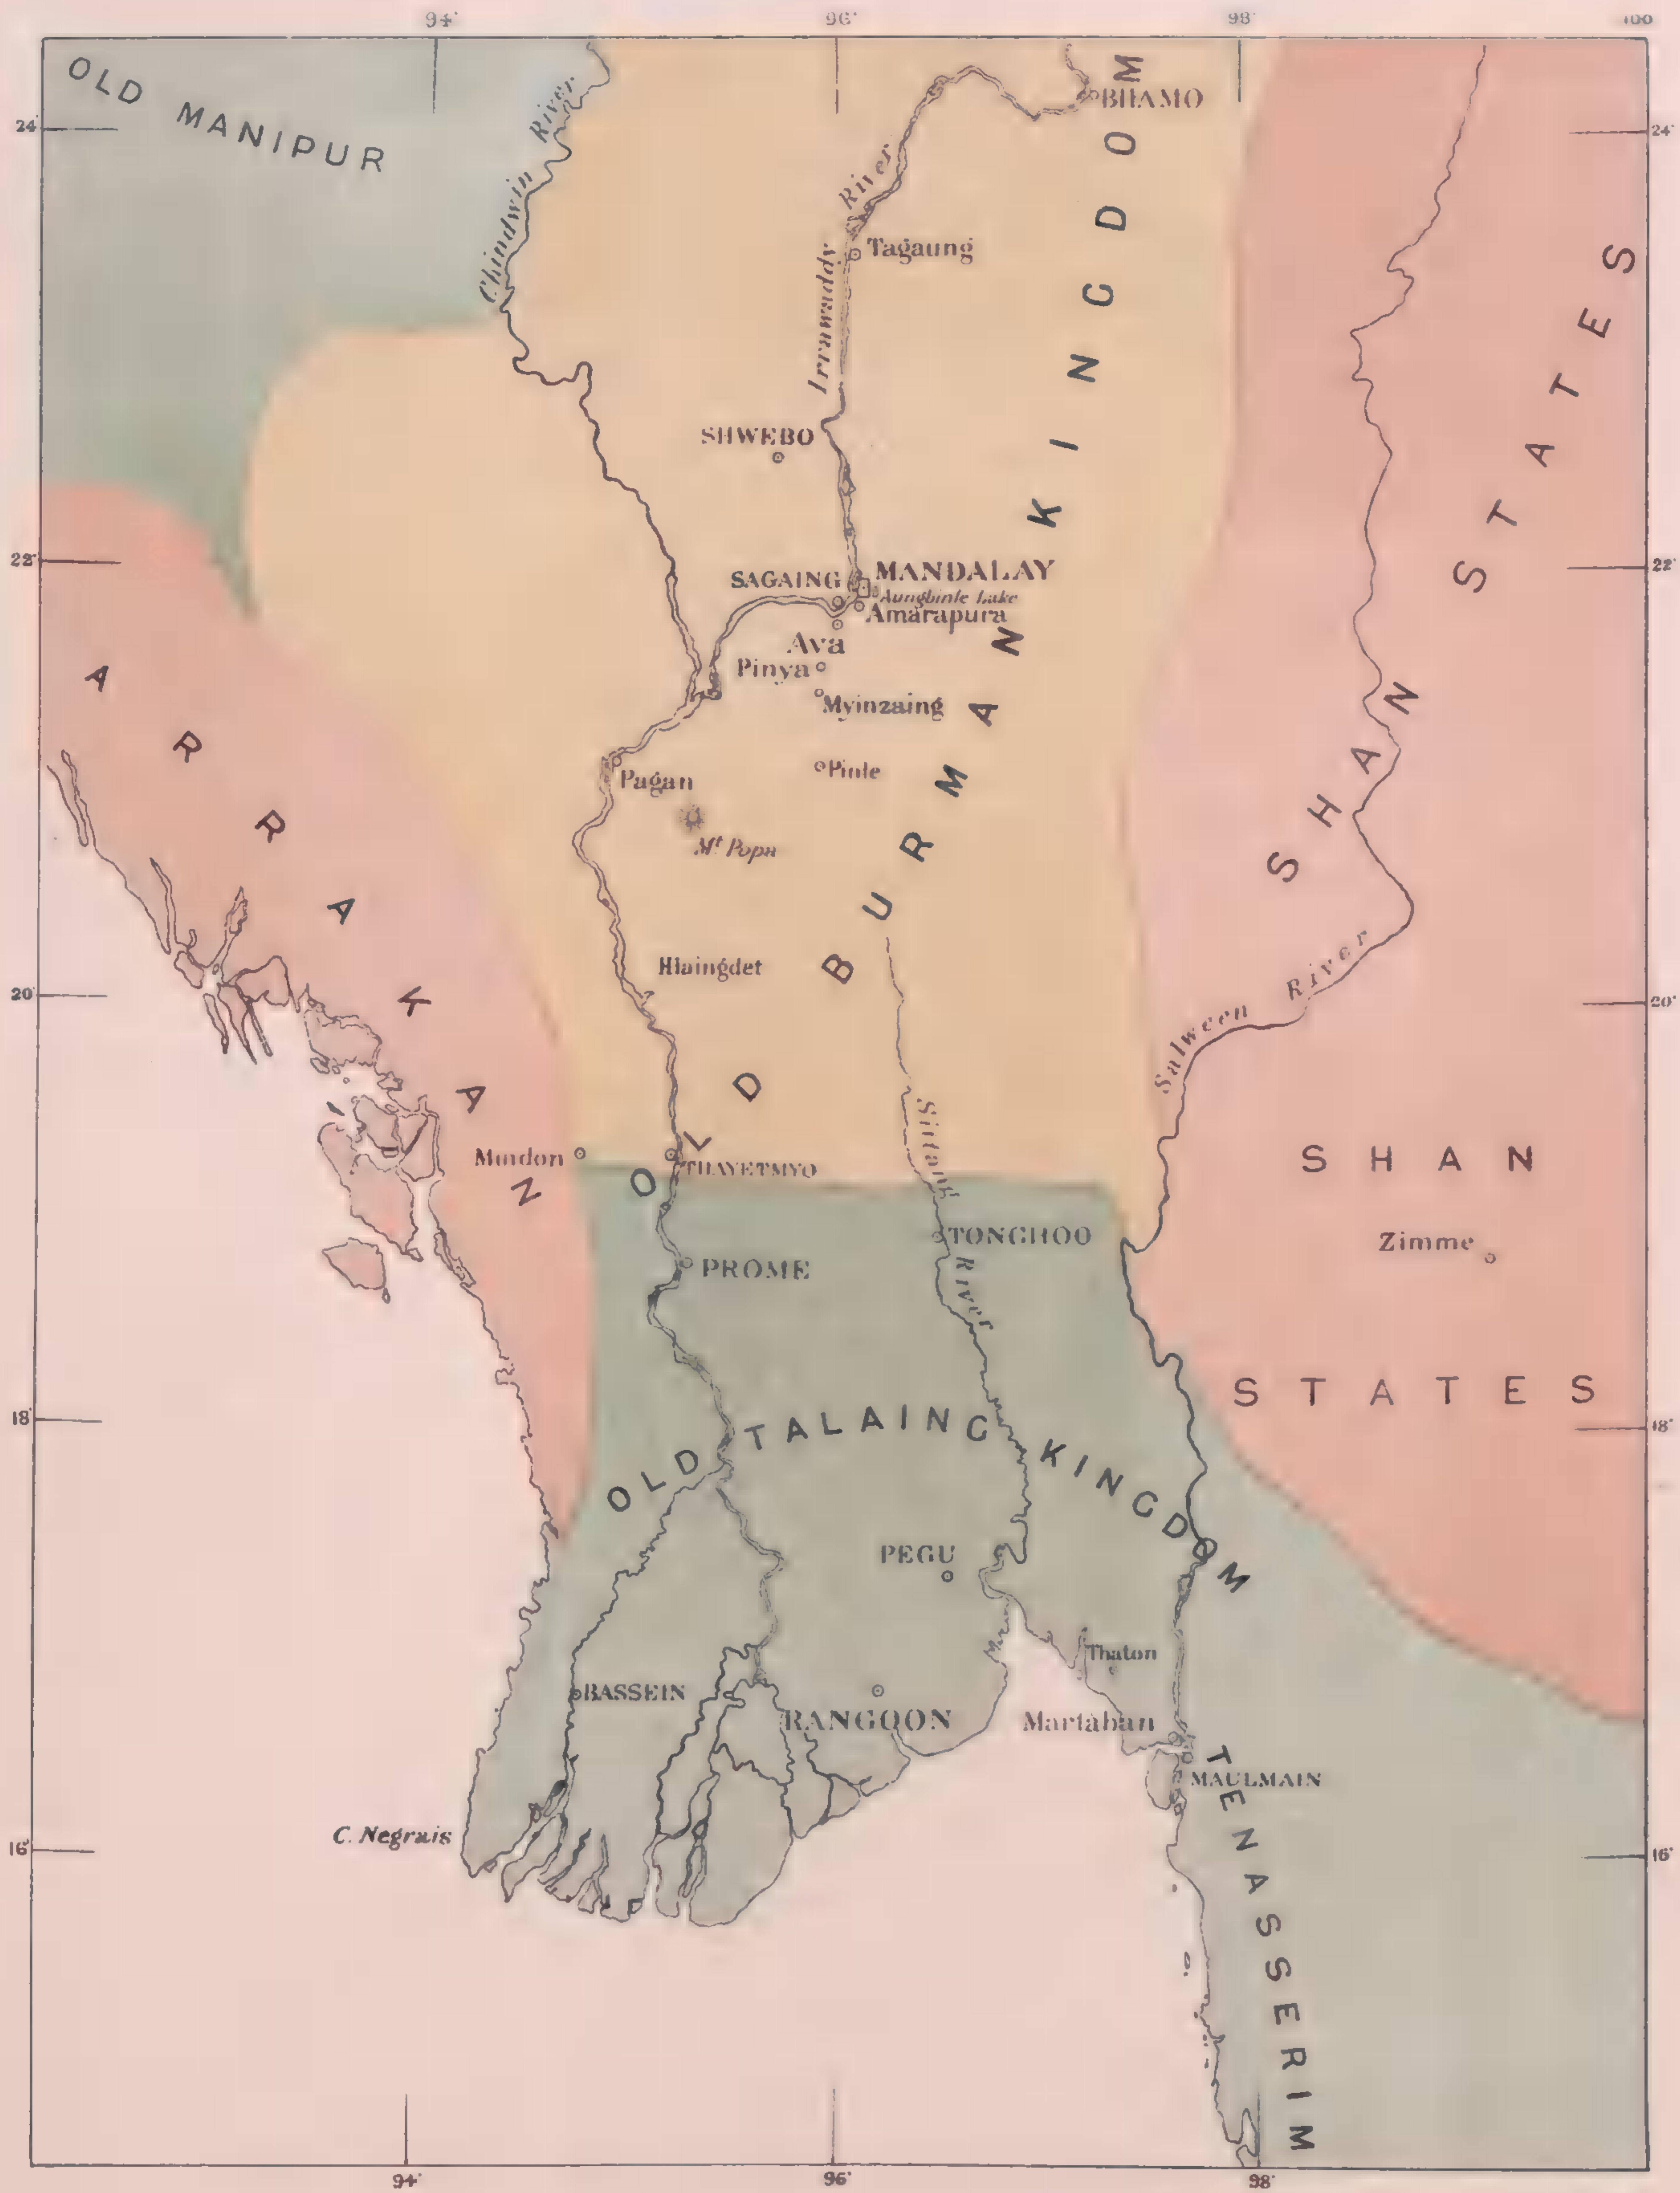 94° 96° 98° 100
OLD MANIPUR
24° 24°
Chindwin River
BHAMO
Irrawaddy River
Tagaung
SHWEBO
22° 22°
SAGAING
MANDALAY
Aungbinle Lake
Amarapura
Ava
Pinya
Myinzaing
Pagan
Pinle
Mt Popa
Hlaingdet
OLD BURMAN KINGDOM
SHAN STATES
ARRAKAN
20° 20°
Salween River
Sittang River
Mindon
THAYETMYO
SHAN
STATES
Zimme
TONGHOO
PROME
18° 18°
OLD TALAING KINGDOM
PEGU
Thaton
BASSEIN
RANGOON
Martaban
MAULMAIN
TENASSERIM
C. Negrais
16° 16°
94° 96° 98°